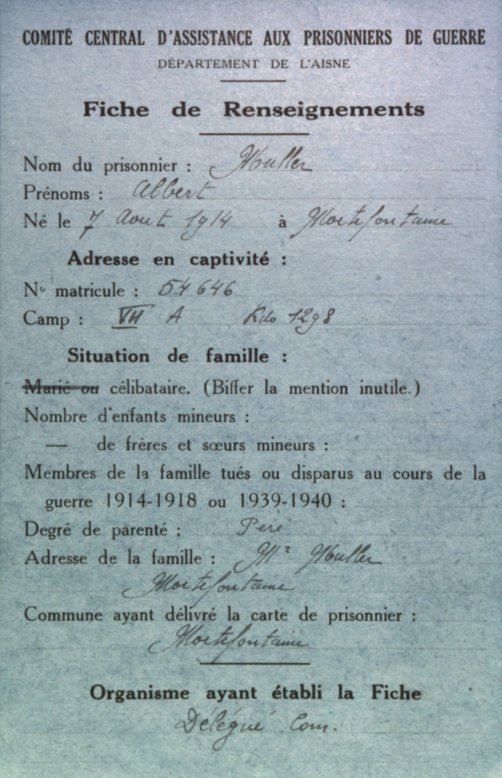 COMITÉ CENTRAL D'ASSISTANCE AUX PRISONNIERS DE GUERRE
DÉPARTEMENT DE L'AISNE
Fiche de Renseignements
Nom du prisonnier : Muller
Prénoms : Albert
Né le 7 Aout 1914 à Mortefontaine
Adresse en captivité :
N° matricule : 54646
Camp : VII A Kdo 1298
Situation de famille :
Marié ou célibataire. (Biffer la mention inutile.)
Nombre d'enfants mineurs :
— de frères et sœurs mineurs :
Membres de la famille tués ou disparus au cours de la
guerre 1914-1918 ou 1939-1940 :
Degré de parenté : Pere
Adresse de la famille : Mr Muller
Mortefontaine
Commune ayant délivré la carte de prisonnier :
Mortefontaine
Organisme ayant établi la Fiche
Délégué Com.